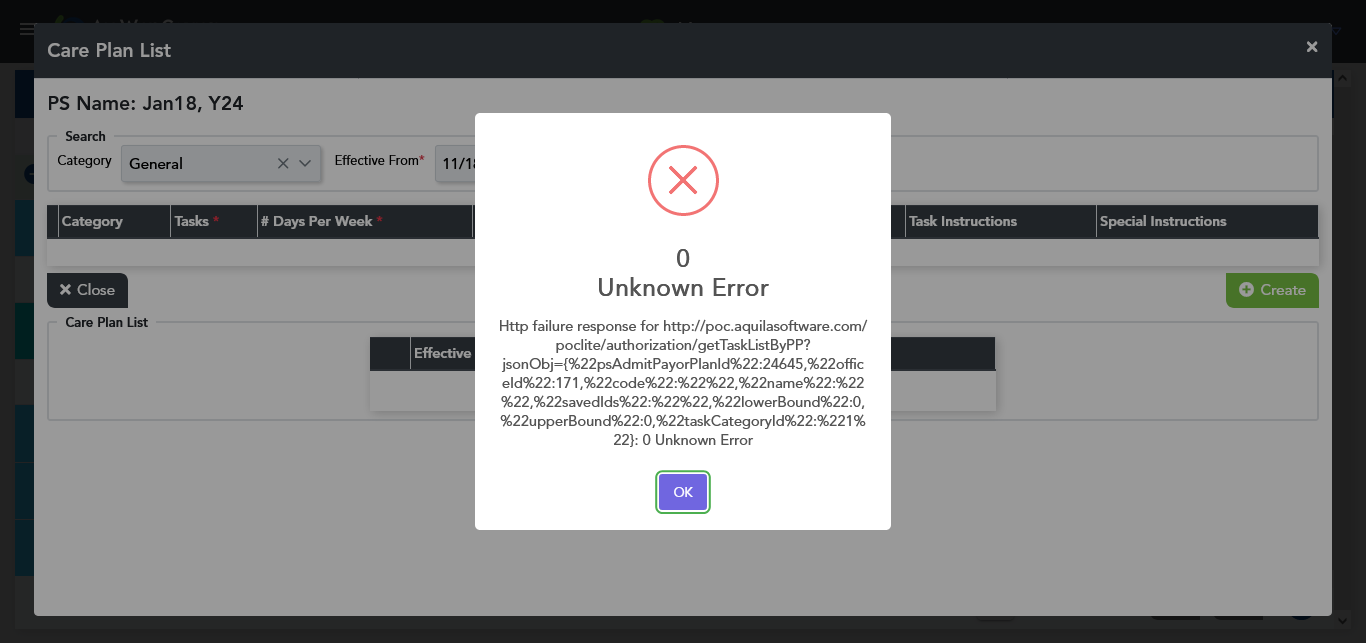 Care Plan List
PS Name: Jan18, Y24
Search
Category
General
Effective From*
11/18
Category
Tasks *
# Days Per Week *
Task Instructions
Special Instructions
Close
Create
Care Plan List
Effective
0
Unknown Error
Http failure response for http://poc.aquilasoftware.com/
poclite/authorization/getTaskListByPP?
jsonObj={%22psAdmitPayorPlanId%22:24645,%22offic
eId%22:171,%22code%22:%22%22,%22name%22:%22
%22,%22savedIds%22:%22%22,%22lowerBound%22:0,
%22upperBound%22:0,%22taskCategoryId%22:%221%
22}: 0 Unknown Error
OK